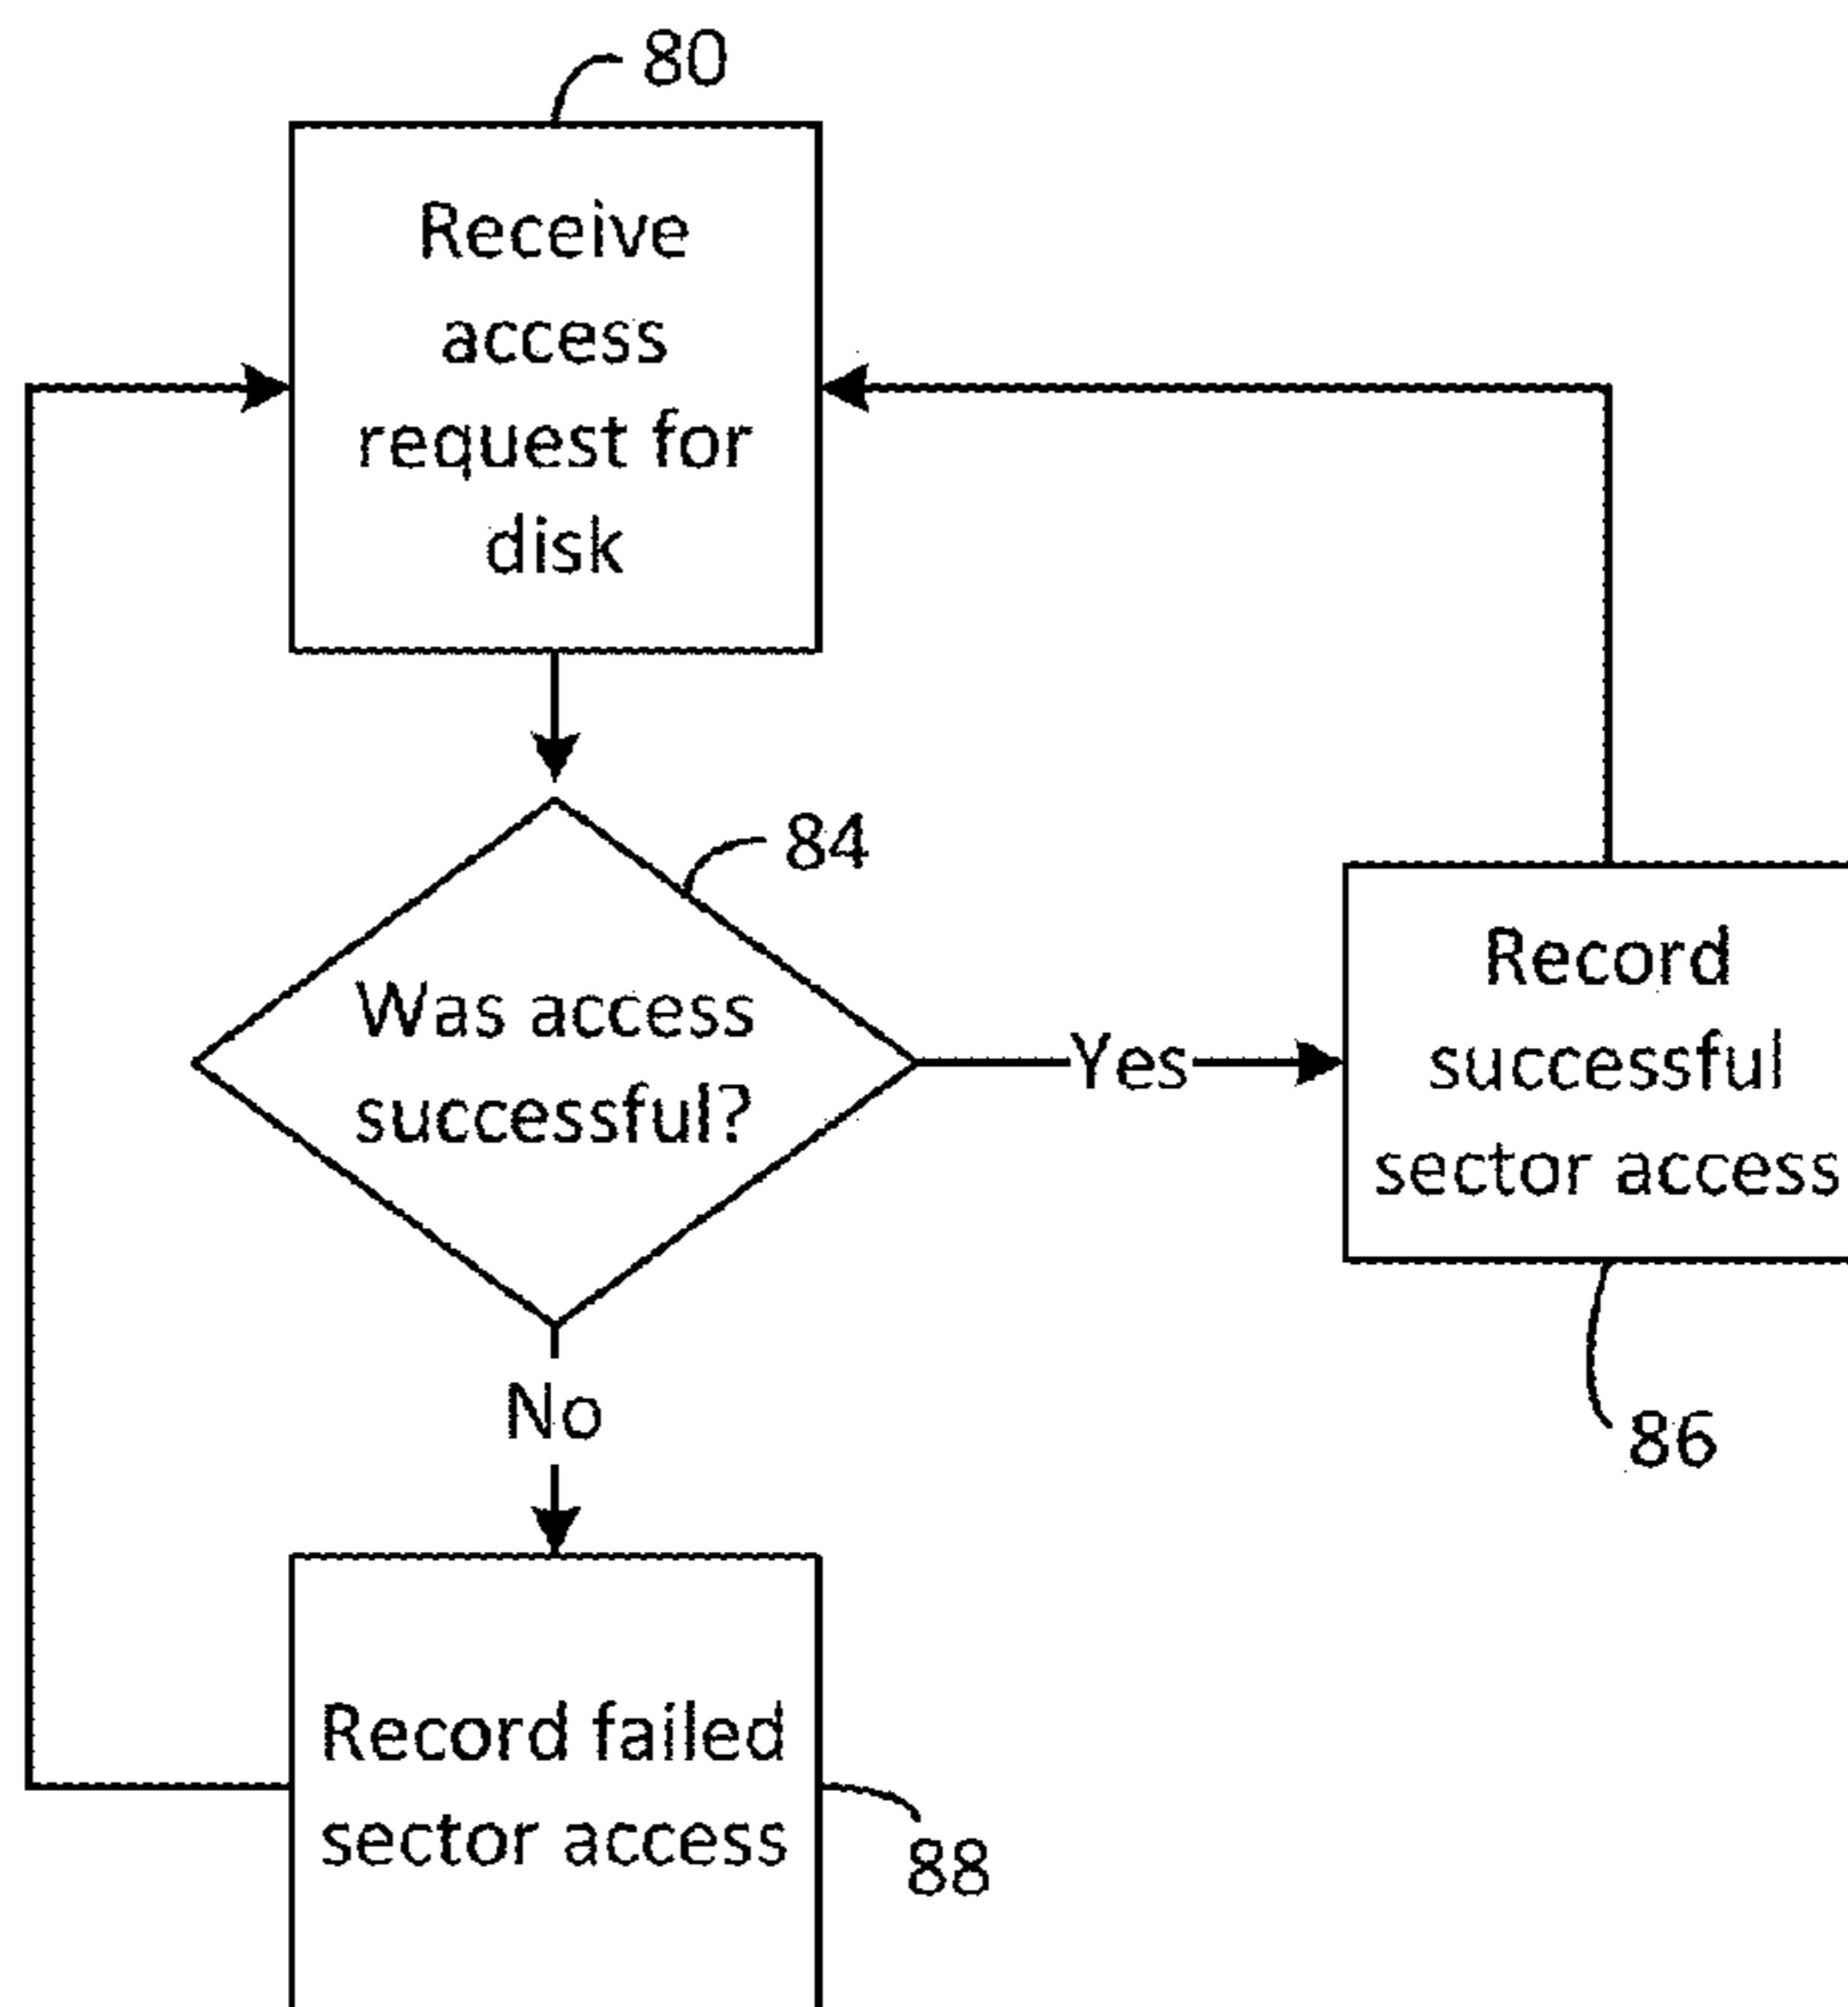 80
Receive
access
request for
disk
84
Was access
successful?
Yes
Record
successful
sector access
86
No
Record failed
sector access
88